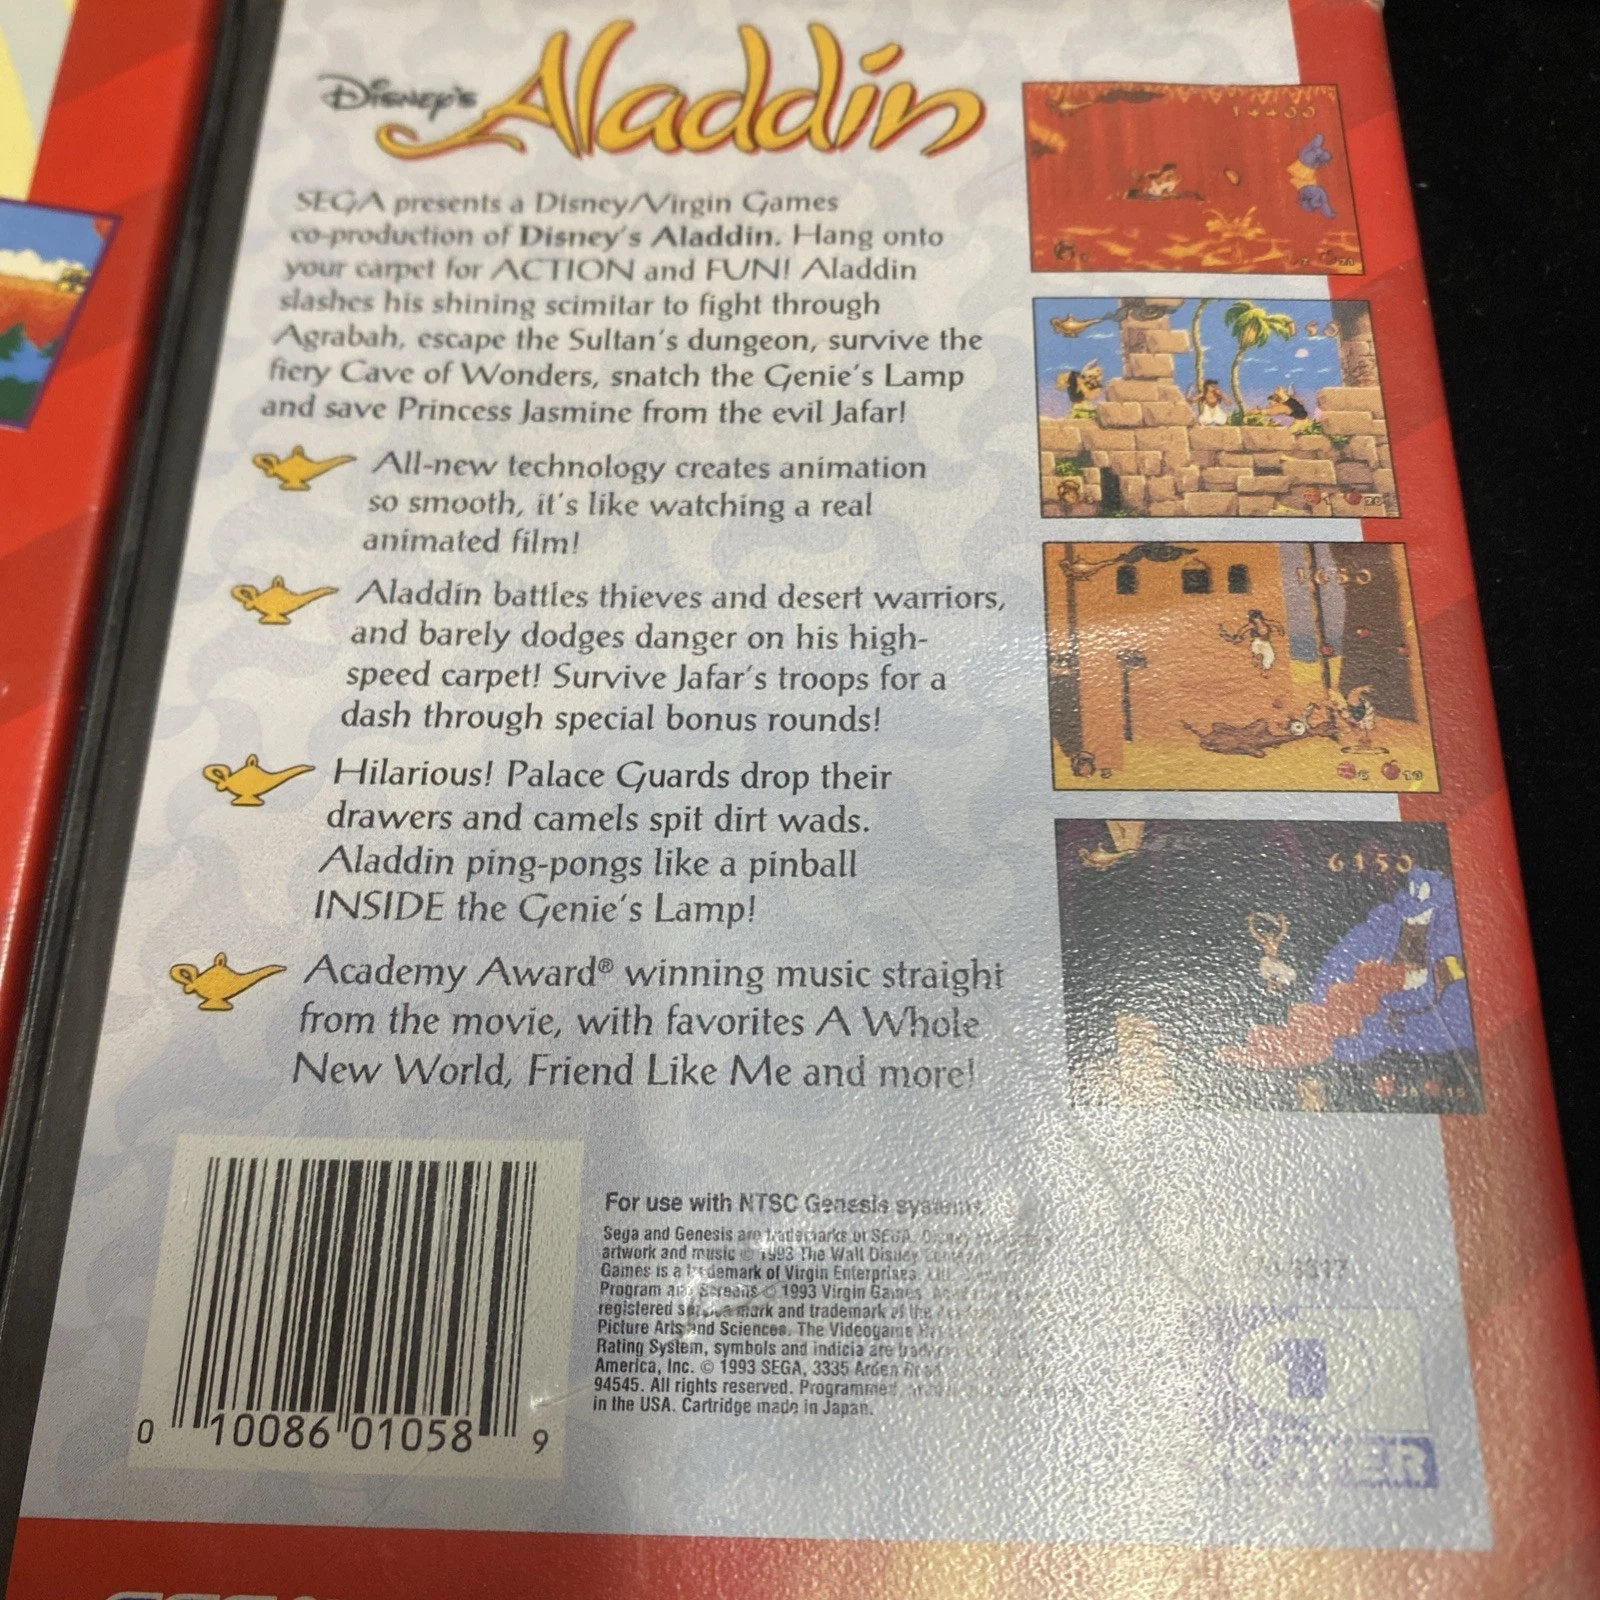 Disney's Aladdin
SEGA presents a Disney/Virgin Games
co-production of Disney's Aladdin. Hang onto
your carpet for ACTION and FUN! Aladdin
slashes his shining scimitar to fight through
Agrabah, escape the Sultan's dungeon, survive the
fiery Cave of Wonders, snatch the Genie's Lamp
and save Princess Jasmine from the evil Jafar!
All-new technology creates animation
so smooth, it's like watching a real
animated film!
Aladdin battles thieves and desert warriors,
and barely dodges danger on his high-
speed carpet! Survive Jafar's troops for a
dash through special bonus rounds!
Hilarious! Palace Guards drop their
drawers and camels spit dirt wads.
Aladdin ping-pongs like a pinball
INSIDE the Genie's Lamp!
Academy Award® winning music straight
from the movie, with favorites A Whole
New World, Friend Like Me and more!
14400
1650
6150
0 10086 01058 9
For use with NTSC Genesis systems.
Sega and Genesis are trademarks of SEGA. Disney
artwork and music © 1993 The Walt Disney
Games is a trademark of Virgin Enterprises.
Program and Screens © 1993 Virgin Games
registered service mark and trademark of the
Picture Arts and Sciences. The Videogame
Rating System, symbols and indicia are
America, Inc. © 1993 SEGA, 3335 Arden Road
94545. All rights reserved. Programmed
in the USA. Cartridge made in Japan.